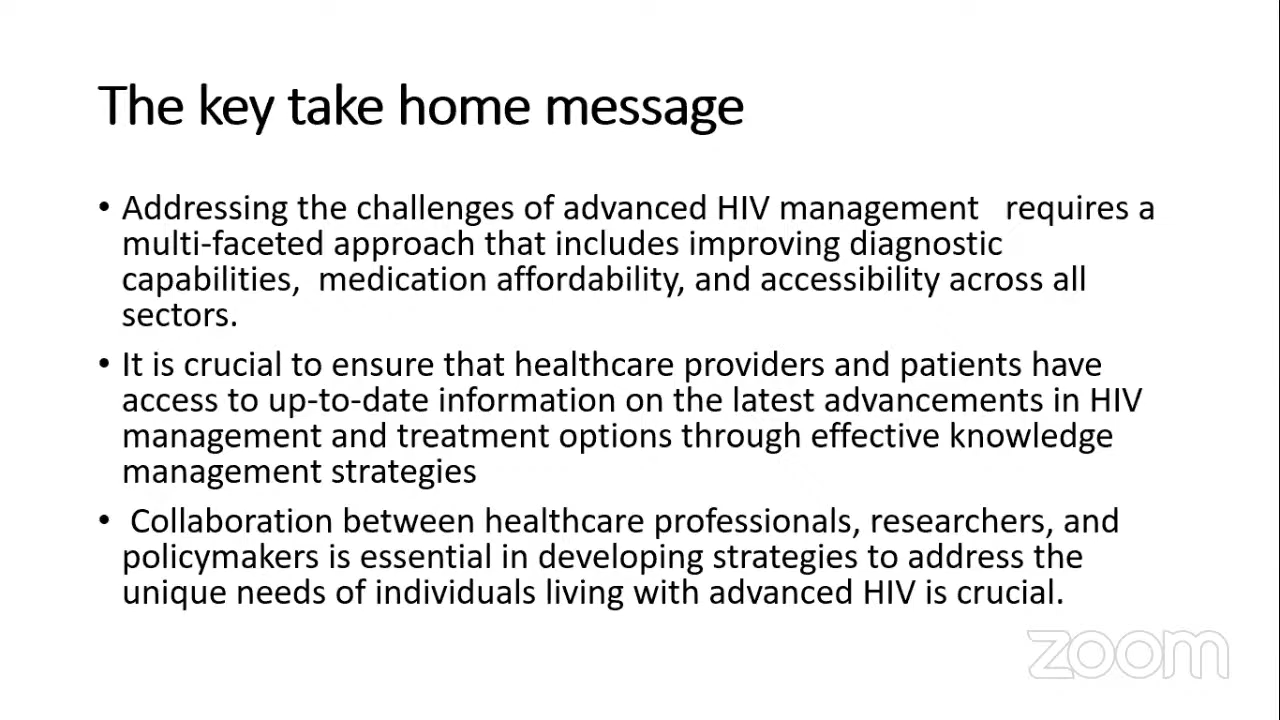 The key take home message
• Addressing the challenges of advanced HIV management   requires a
multi-faceted approach that includes improving diagnostic
capabilities,  medication affordability, and accessibility across all
sectors.
• It is crucial to ensure that healthcare providers and patients have
access to up-to-date information on the latest advancements in HIV
management and treatment options through effective knowledge
management strategies
•  Collaboration between healthcare professionals, researchers, and
policymakers is essential in developing strategies to address the
unique needs of individuals living with advanced HIV is crucial.
zoom